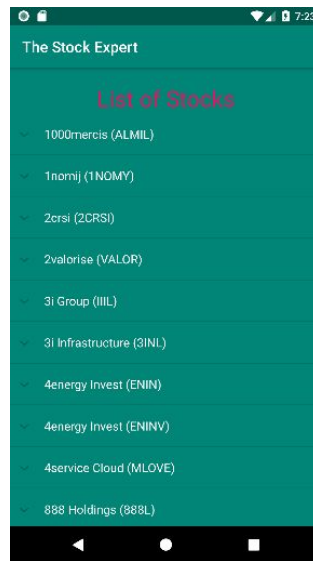 7:23
The Stock Expert
List of Stocks
1000mercis (ALMIL)
1nomij (1NOMY)
2crsi (2CRSI)
2valorise (VALOR)
3i Group (IIIL)
3i Infrastructure (3INL)
4energy Invest (ENIN)
4energy Invest (ENINV)
4service Cloud (MLOVE)
888 Holdings (888L)